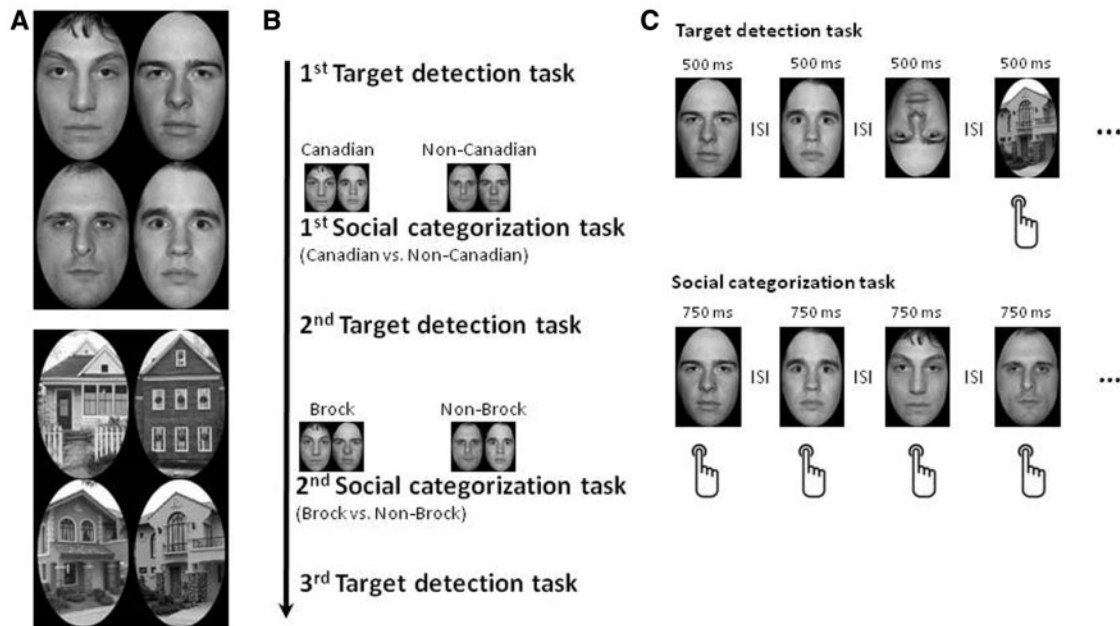 A
B
1st Target detection task
Canadian Non-Canadian
1st Social categorization task
(Canadian vs. Non-Canadian)
2nd Target detection task
Brock Non-Brock
2nd Social categorization task
(Brock vs. Non-Brock)
3rd Target detection task
C
Target detection task
500 ms 500 ms 500 ms 500 ms
ISI ISI ISI ...
Social categorization task
750 ms 750 ms 750 ms 750 ms
ISI ISI ISI ...